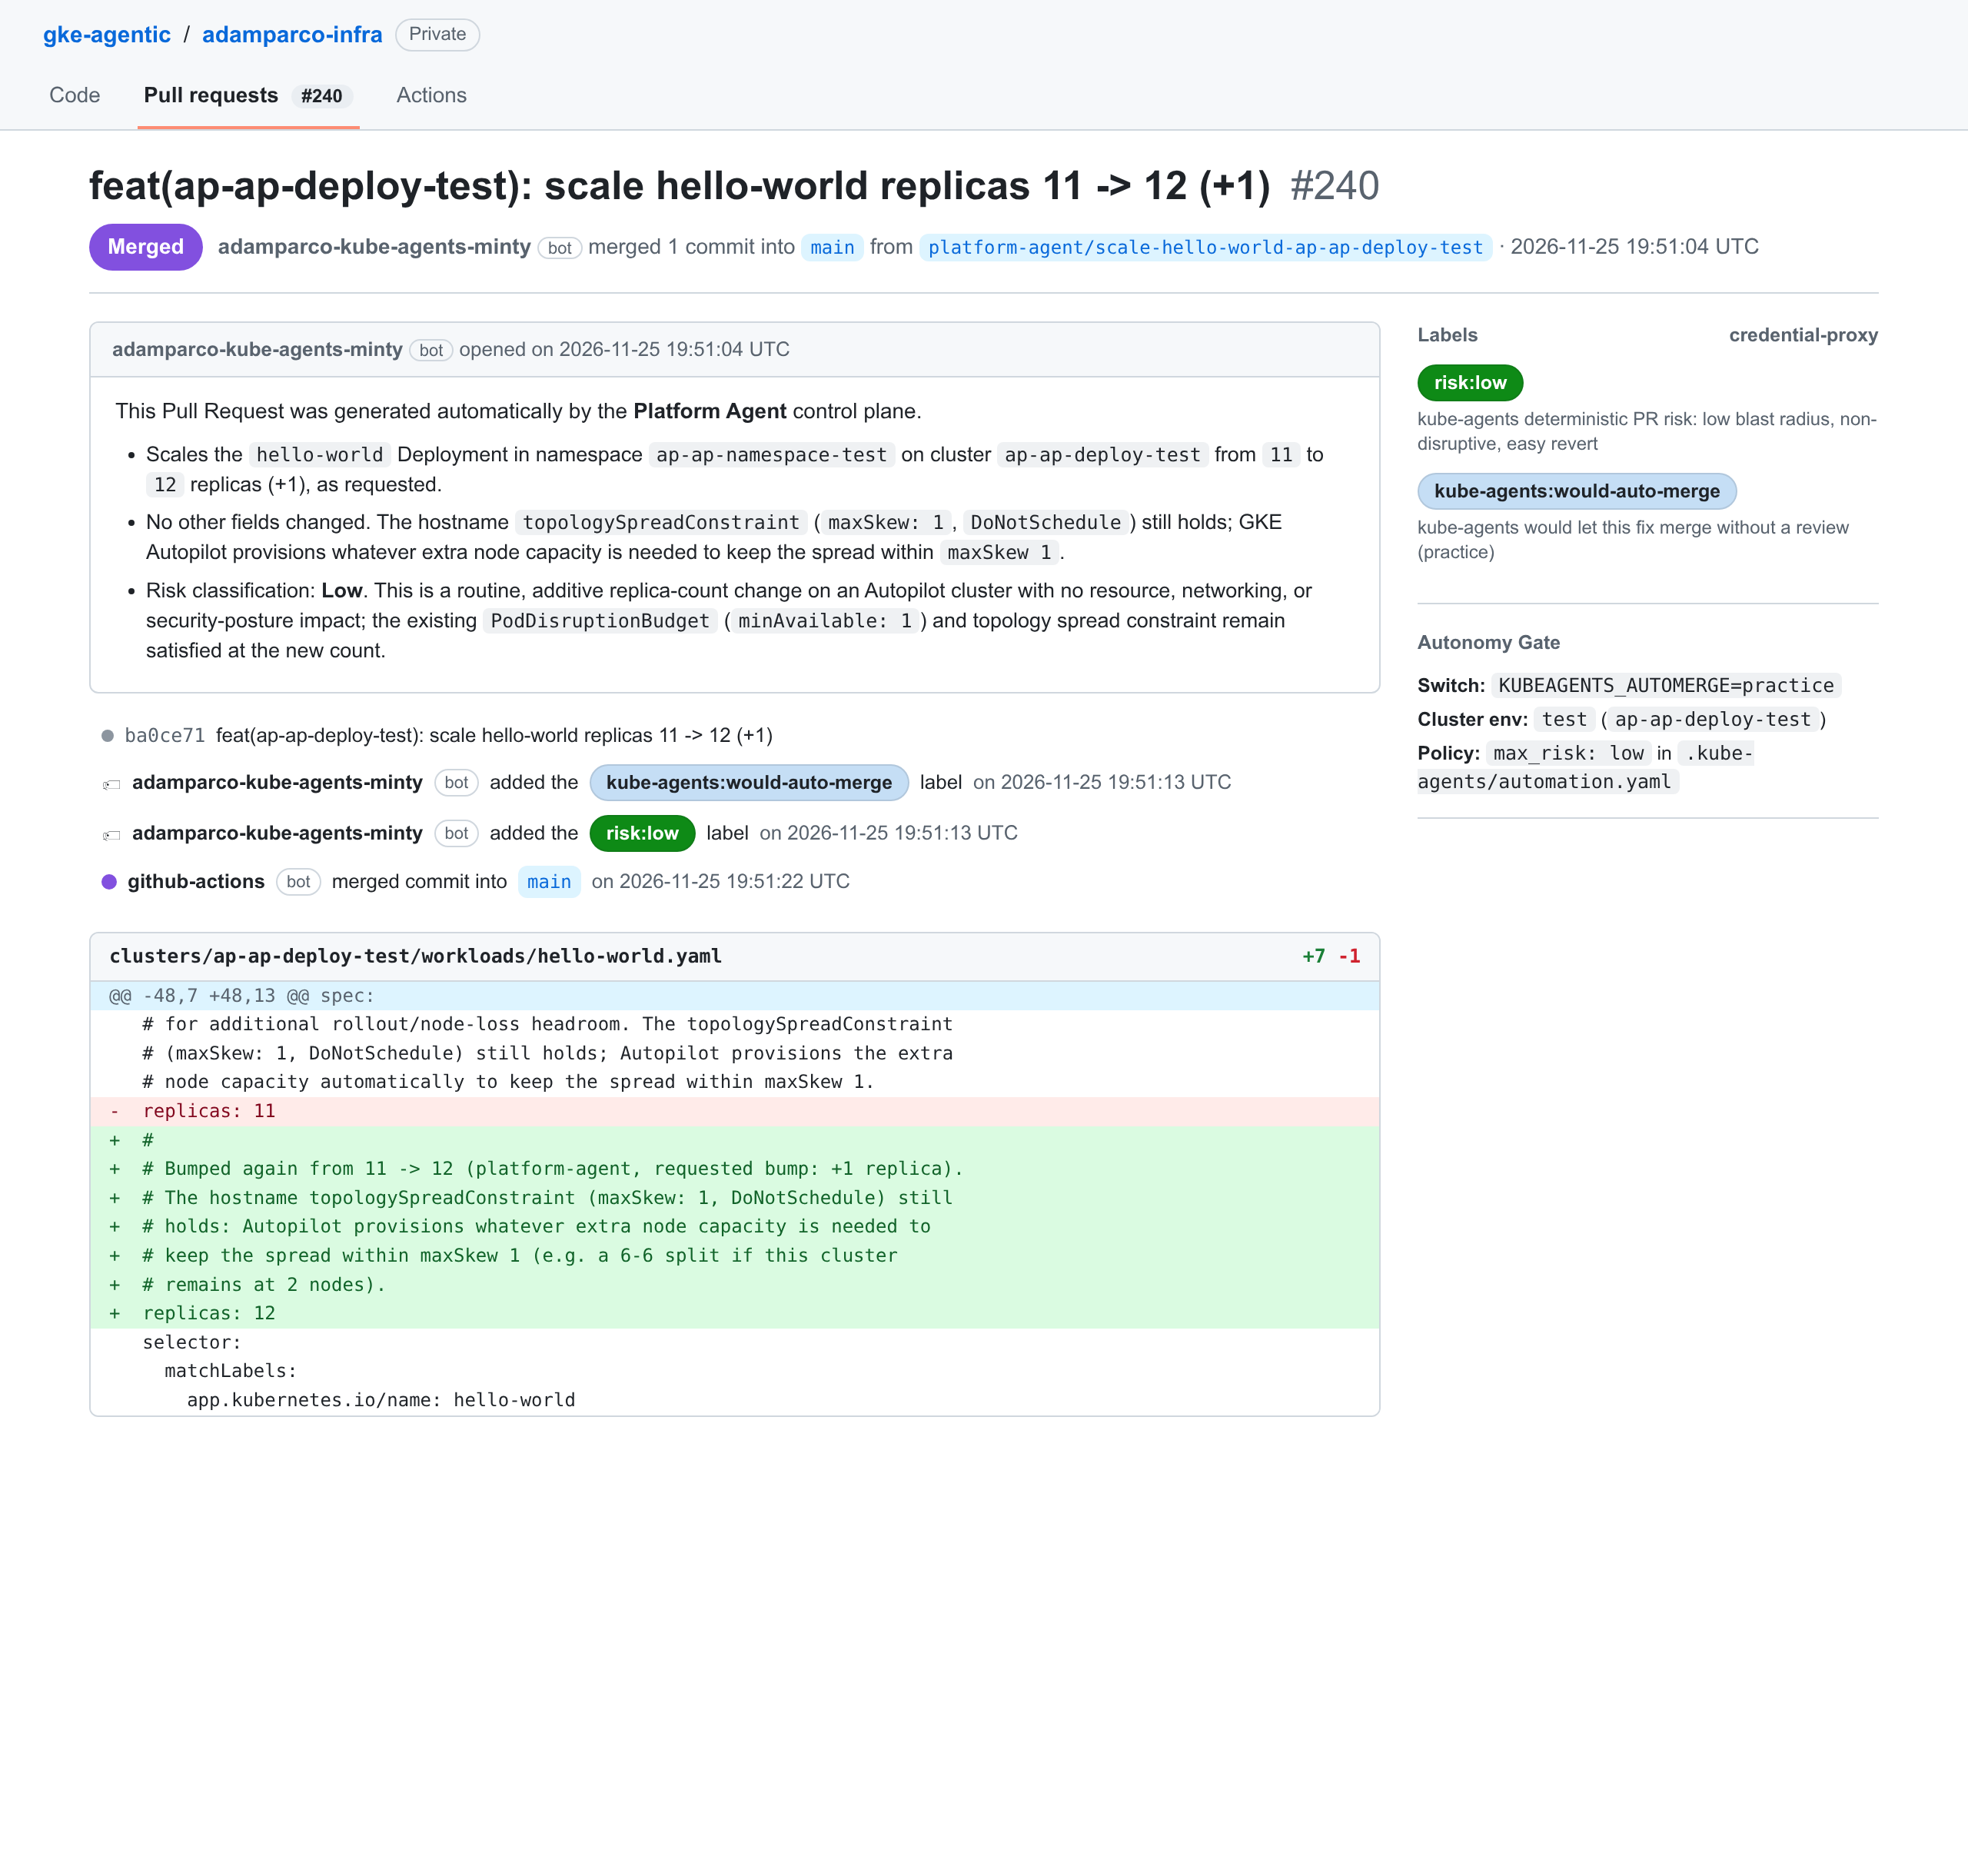 gke-agentic / adamparco-infra Private
Code Pull requests #240 Actions
feat(ap-ap-deploy-test): scale hello-world replicas 11 -> 12 (+1) #240
Merged adamparco-kube-agents-minty bot merged 1 commit into main from platform-agent/scale-hello-world-ap-ap-deploy-test · 2026-11-25 19:51:04 UTC
adamparco-kube-agents-minty bot opened on 2026-11-25 19:51:04 UTC
This Pull Request was generated automatically by the Platform Agent control plane.
• Scales the hello-world Deployment in namespace ap-ap-namespace-test on cluster ap-ap-deploy-test from 11 to
12 replicas (+1), as requested.
• No other fields changed. The hostname topologySpreadConstraint (maxSkew: 1, DoNotSchedule) still holds; GKE
Autopilot provisions whatever extra node capacity is needed to keep the spread within maxSkew 1.
• Risk classification: Low. This is a routine, additive replica-count change on an Autopilot cluster with no resource, networking, or
security-posture impact; the existing PodDisruptionBudget (minAvailable: 1) and topology spread constraint remain
satisfied at the new count.
ba0ce71 feat(ap-ap-deploy-test): scale hello-world replicas 11 -> 12 (+1)
adamparco-kube-agents-minty bot added the kube-agents:would-auto-merge label on 2026-11-25 19:51:13 UTC
adamparco-kube-agents-minty bot added the risk:low label on 2026-11-25 19:51:13 UTC
github-actions bot merged commit into main on 2026-11-25 19:51:22 UTC
clusters/ap-ap-deploy-test/workloads/hello-world.yaml +7 -1
@@ -48,7 +48,13 @@ spec:
# for additional rollout/node-loss headroom. The topologySpreadConstraint
# (maxSkew: 1, DoNotSchedule) still holds; Autopilot provisions the extra
# node capacity automatically to keep the spread within maxSkew 1.
- replicas: 11
+ #
+ # Bumped again from 11 -> 12 (platform-agent, requested bump: +1 replica).
+ # The hostname topologySpreadConstraint (maxSkew: 1, DoNotSchedule) still
+ # holds: Autopilot provisions whatever extra node capacity is needed to
+ # keep the spread within maxSkew 1 (e.g. a 6-6 split if this cluster
+ # remains at 2 nodes).
+ replicas: 12
selector:
matchLabels:
app.kubernetes.io/name: hello-world
Labels credential-proxy
risk:low
kube-agents deterministic PR risk: low blast radius, non-
disruptive, easy revert
kube-agents:would-auto-merge
kube-agents would let this fix merge without a review
(practice)
Autonomy Gate
Switch: KUBEAGENTS_AUTOMERGE=practice
Cluster env: test (ap-ap-deploy-test)
Policy: max_risk: low in .kube-
agents/automation.yaml